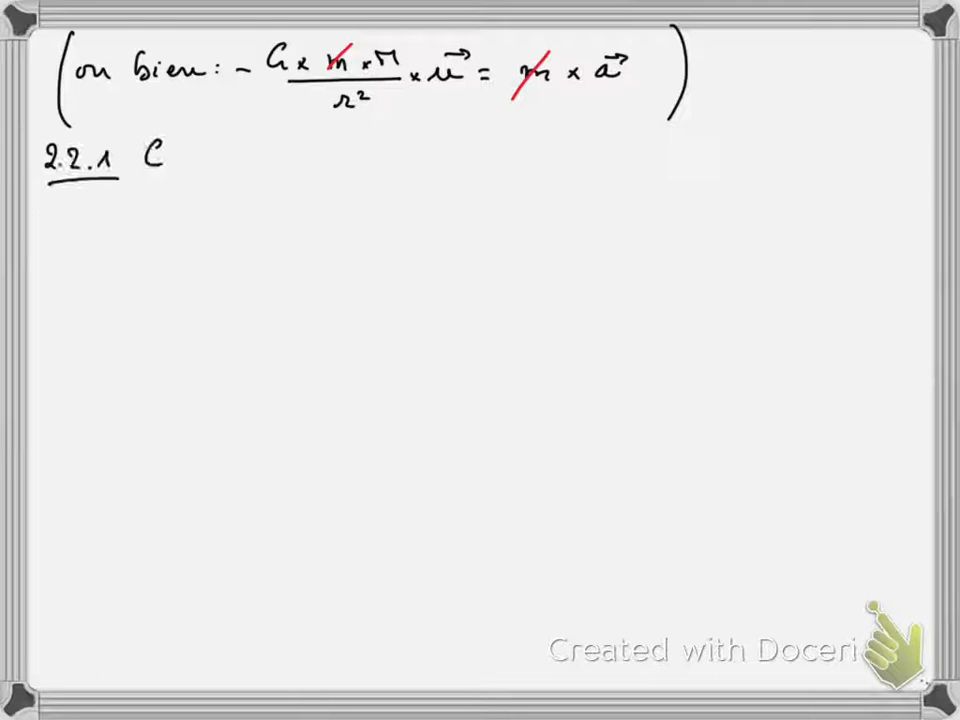 (ou bien : - G × m × M / r² × u⃗ = m × a⃗ )
2.2.1 C
Created with Doceri